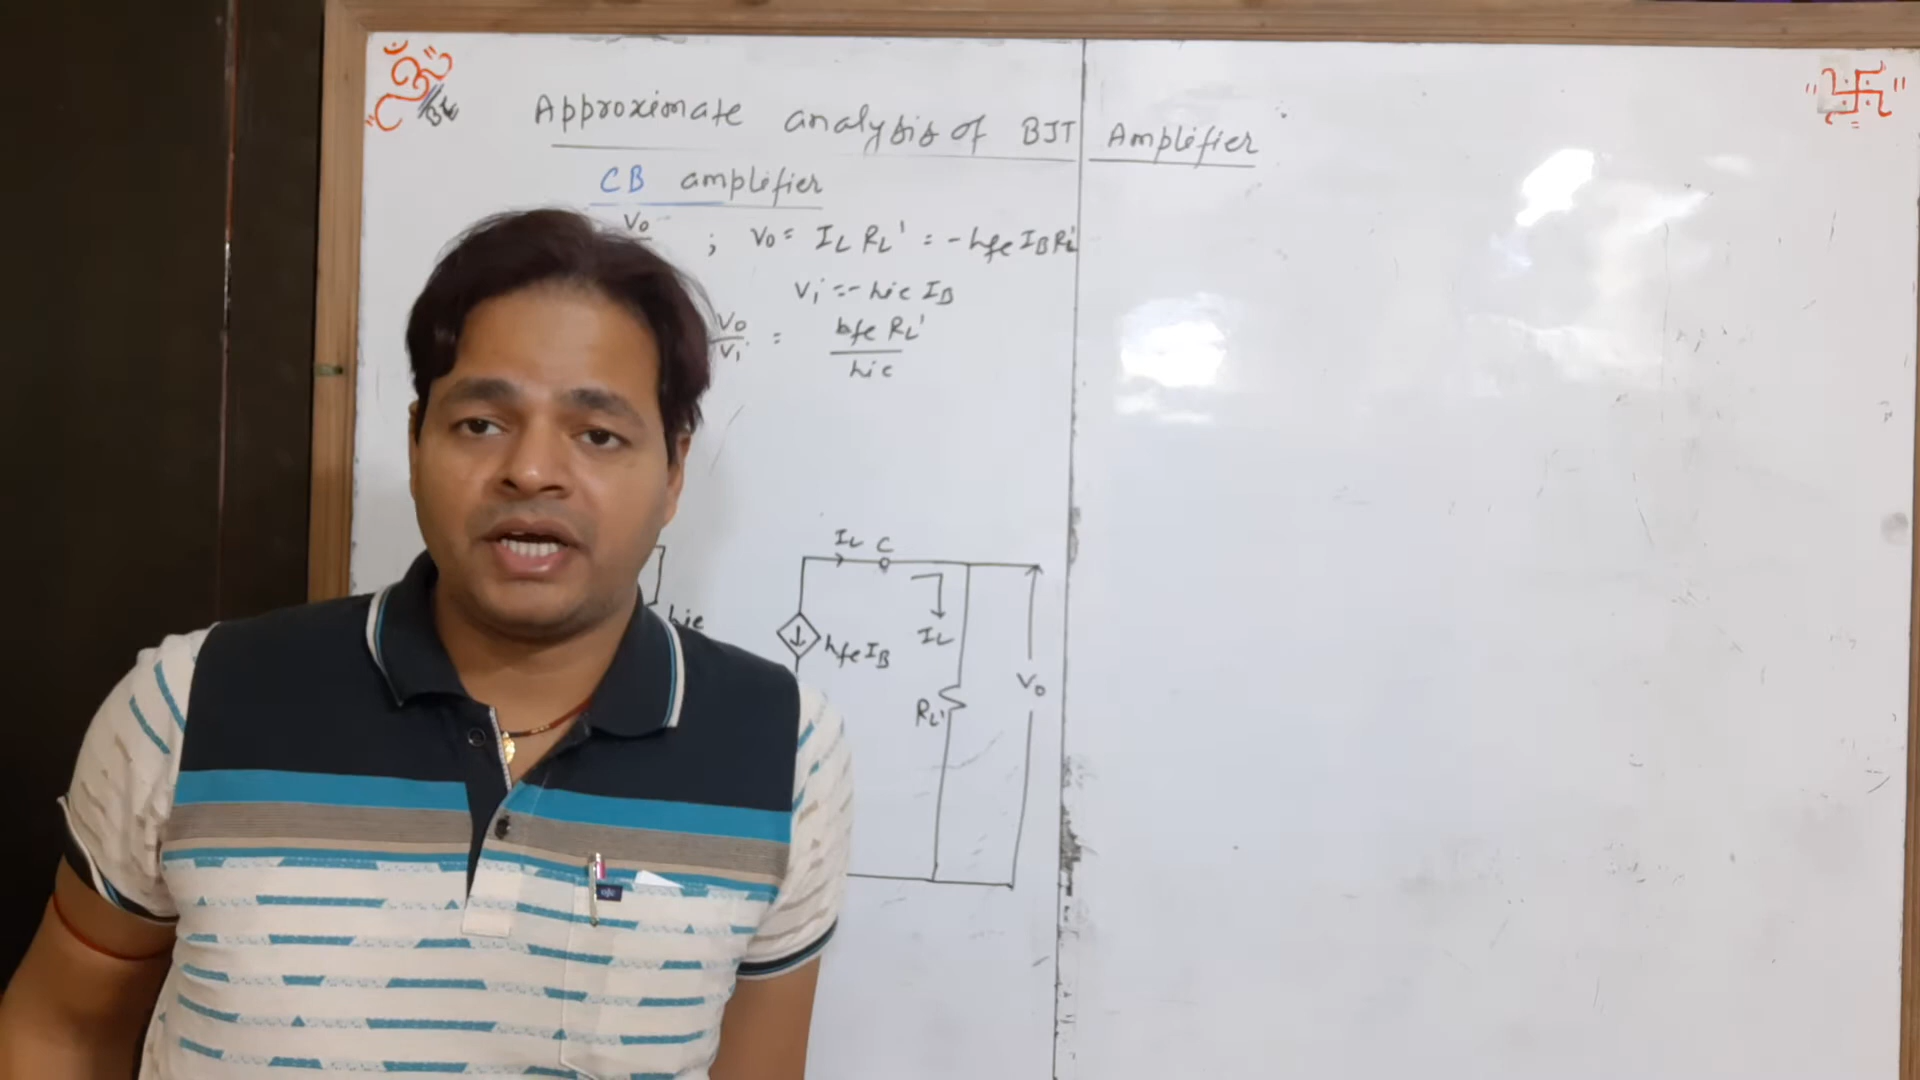 ॐ
BE
Approximate analysis of BJT Amplifier :
CB amplifier
Vo ; Vo = IL RL' = -hfe IB RL'
Vi = -hie IB
Vo/Vi = hfe RL'/hie
IL C
hie
hfe IB
IL
RL'
Vo